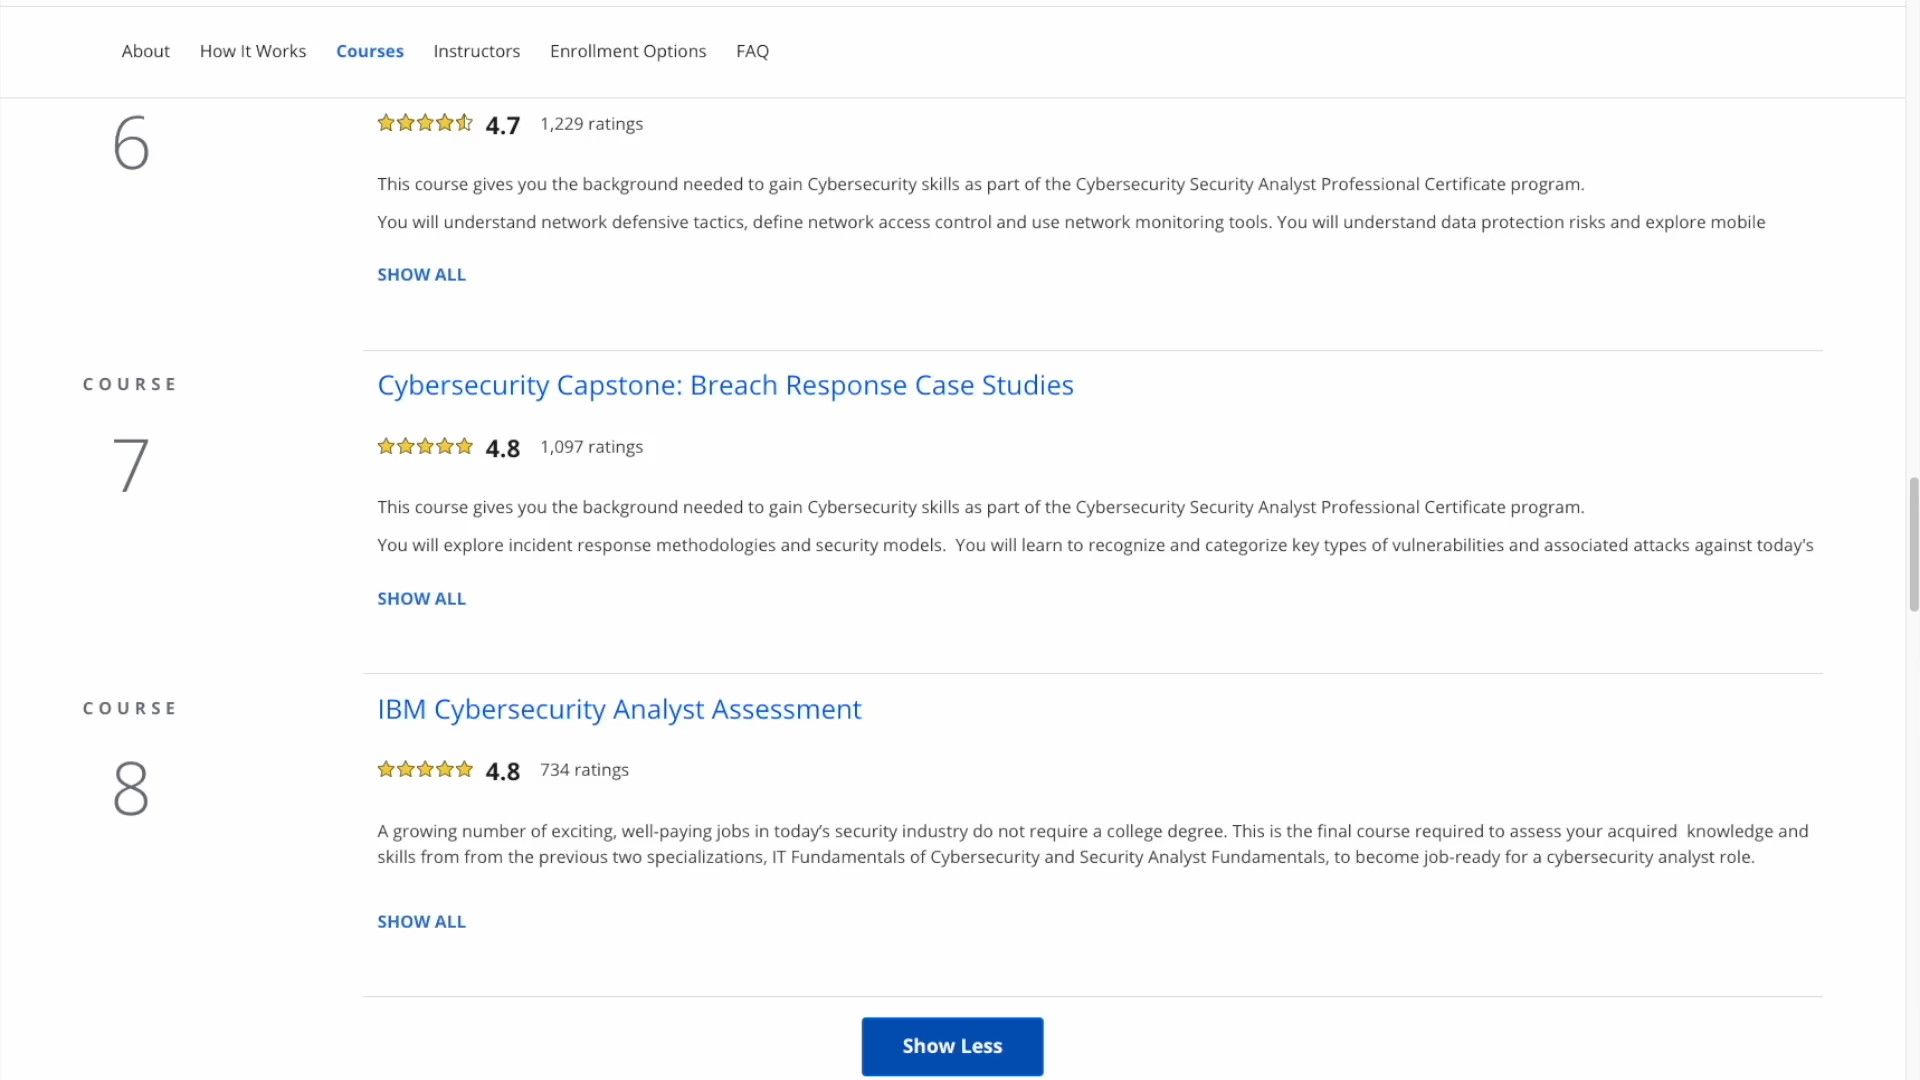 About How It Works Courses Instructors Enrollment Options FAQ
6
4.7 1,229 ratings
This course gives you the background needed to gain Cybersecurity skills as part of the Cybersecurity Security Analyst Professional Certificate program.
You will understand network defensive tactics, define network access control and use network monitoring tools. You will understand data protection risks and explore mobile
SHOW ALL
COURSE
7
Cybersecurity Capstone: Breach Response Case Studies
4.8 1,097 ratings
This course gives you the background needed to gain Cybersecurity skills as part of the Cybersecurity Security Analyst Professional Certificate program.
You will explore incident response methodologies and security models. You will learn to recognize and categorize key types of vulnerabilities and associated attacks against today's
SHOW ALL
COURSE
8
IBM Cybersecurity Analyst Assessment
4.8 734 ratings
A growing number of exciting, well-paying jobs in today’s security industry do not require a college degree. This is the final course required to assess your acquired knowledge and
skills from from the previous two specializations, IT Fundamentals of Cybersecurity and Security Analyst Fundamentals, to become job-ready for a cybersecurity analyst role.
SHOW ALL
Show Less